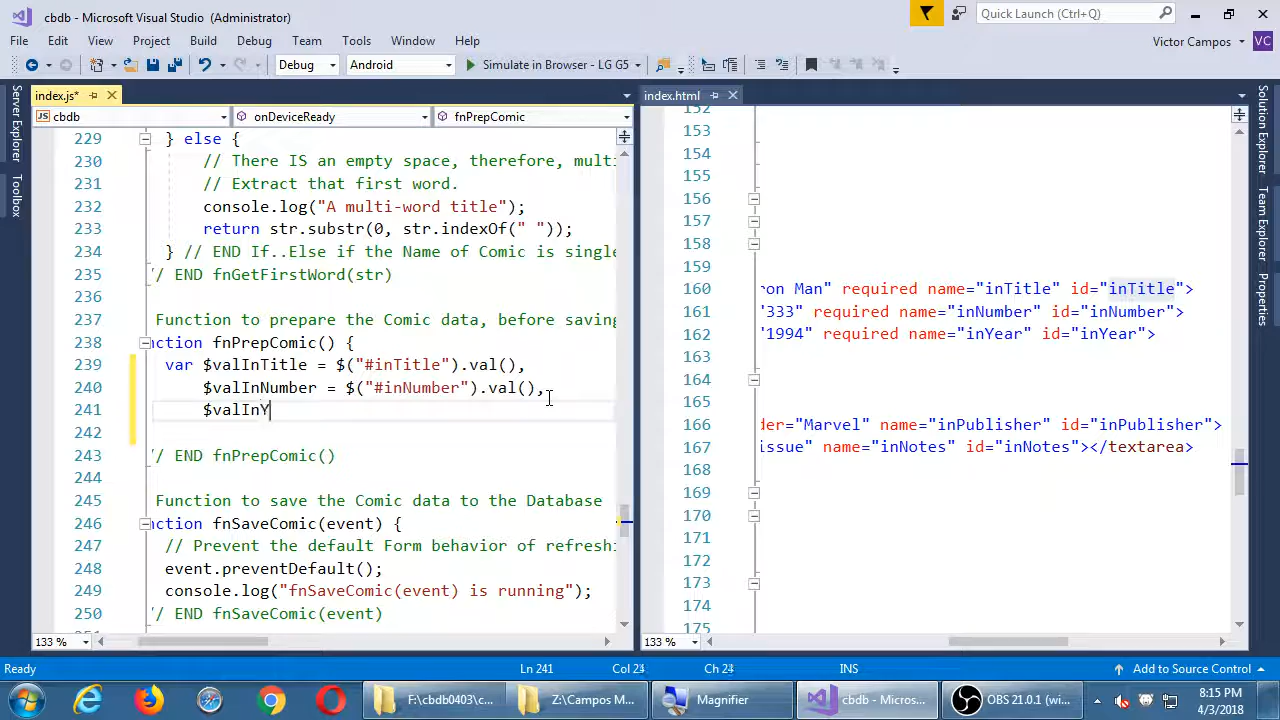 cbdb - Microsoft Visual Studio (Administrator)
Quick Launch (Ctrl+Q)
File Edit View Project Build Debug Team Tools Window Help
Victor Campos VC
Debug Android Simulate in Browser - LG G5
index.js*
index.html
cbdb onDeviceReady fnPrepComic
Server Explorer
Toolbox
229 } else {
230 // There IS an empty space, therefore, mult
231 // Extract that first word.
232 console.log("A multi-word title");
233 return str.substr(0, str.indexOf(" "));
234 } // END If..Else if the Name of Comic is single
235 // END fnGetFirstWord(str)
236
237 Function to prepare the Comic data, before saving
238 nction fnPrepComic() {
239 var $valInTitle = $("#inTitle").val(),
240 $valInNumber = $("#inNumber").val(),
241 $valInY
242
243 // END fnPrepComic()
244
245 Function to save the Comic data to the Database
246 nction fnSaveComic(event) {
247 // Prevent the default Form behavior of refreshi
248 event.preventDefault();
249 console.log("fnSaveComic(event) is running");
250 // END fnSaveComic(event)
152
153
154
155
156
157
158
159
160 ron Man" required name="inTitle" id="inTitle">
161 "333" required name="inNumber" id="inNumber">
162 "1994" required name="inYear" id="inYear">
163
164
165
166 der="Marvel" name="inPublisher" id="inPublisher">
167 issue" name="inNotes" id="inNotes"></textarea>
168
169
170
171
172
173
174
175
Solution Explorer
Team Explorer
Properties
133 %
133 %
Ready Ln 241 Col 23 Ch 23 INS Add to Source Control
F:\cbdb0403\c...
Z:\Campos M...
Magnifier
cbdb - Micros...
OBS 21.0.1 (wi...
8:15 PM
4/3/2018